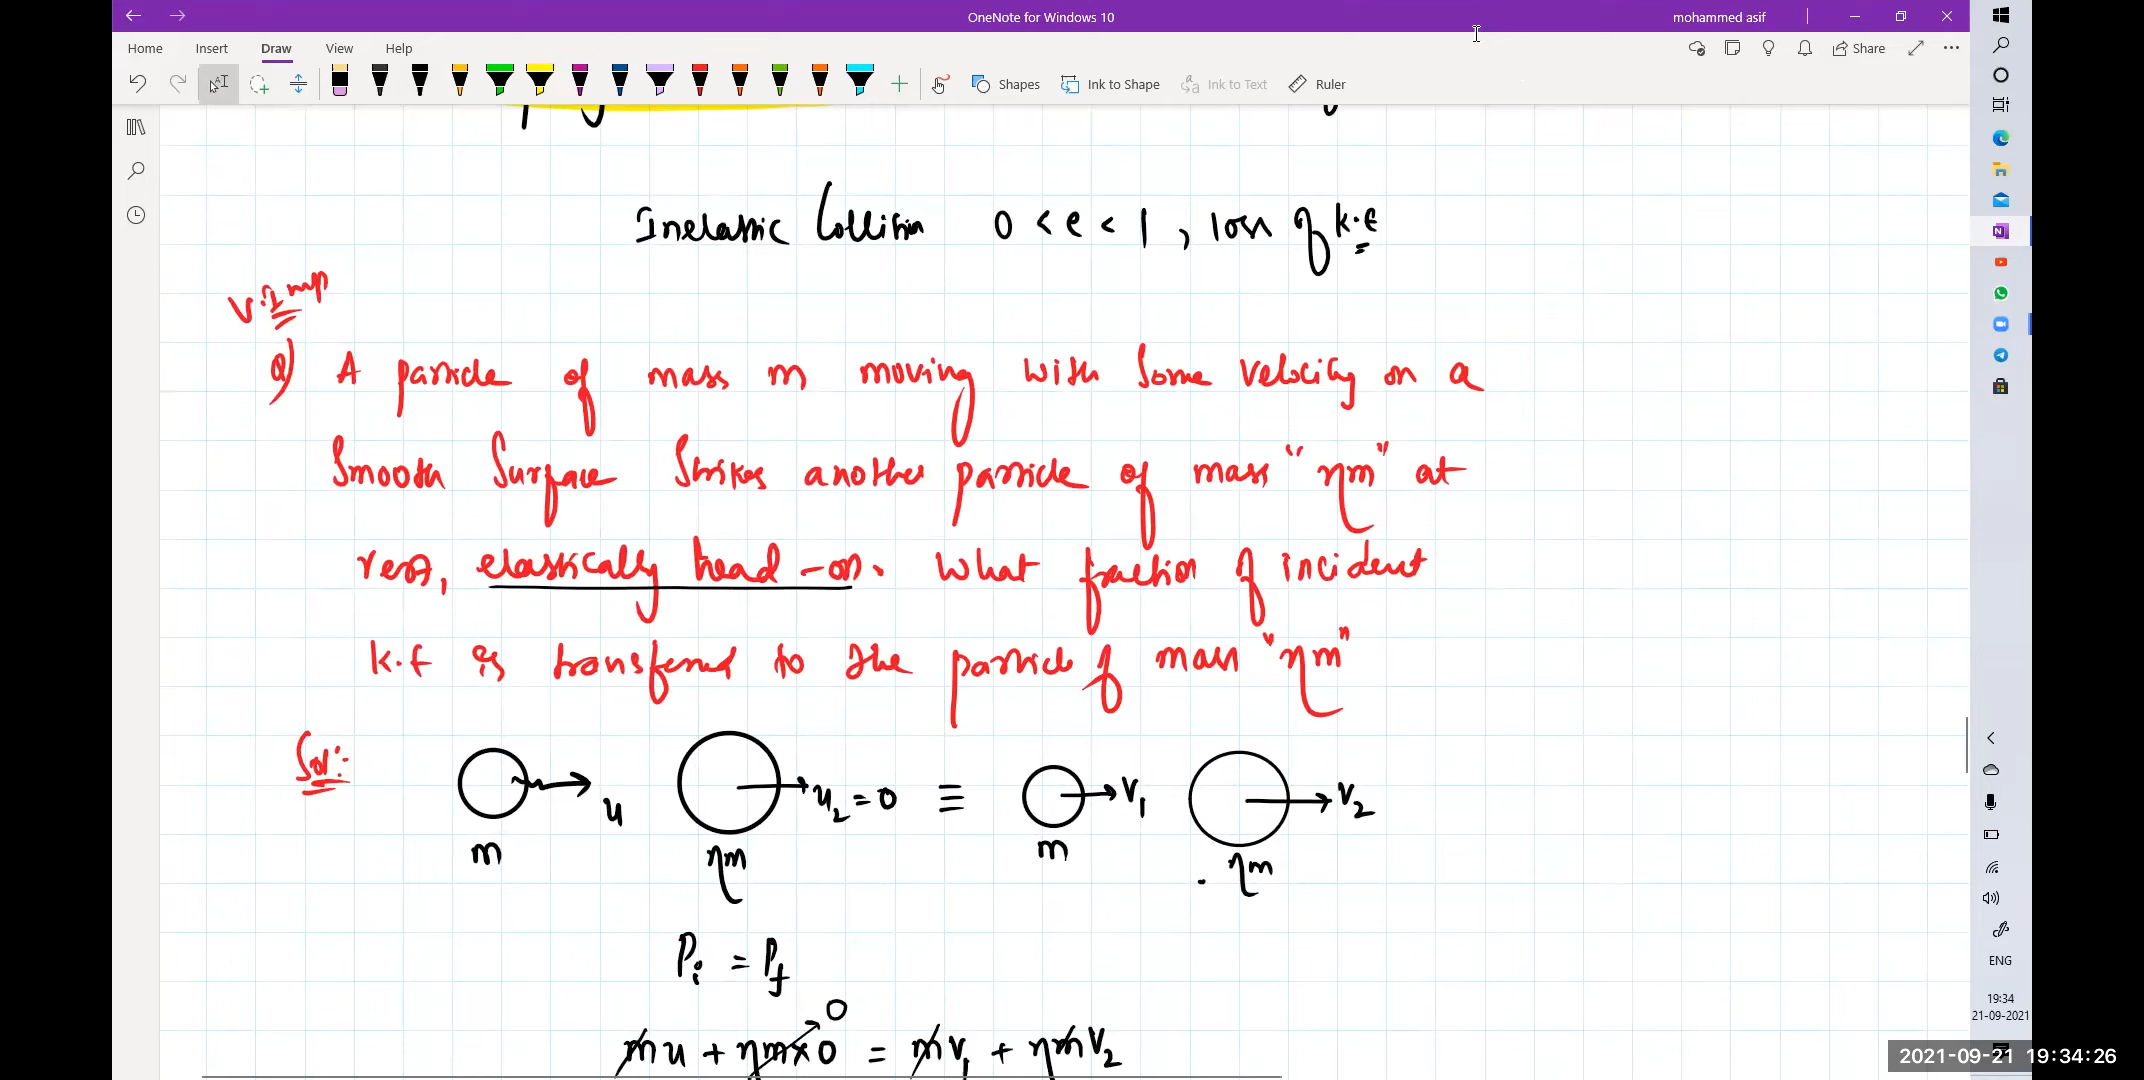 OneNote for Windows 10
mohammed asif
Home Insert Draw View Help
Share
Shapes Ink to Shape Ink to Text Ruler
Inelastic Collision 0 < e < 1 , loss of K.E
V. Imp
Q) A particle of mass m moving with some velocity on a
smooth surface strikes another particle of mass "ηm" at
rest, elastically head-on. What fraction of incident
K.E is transferred to the particle of mass "ηm"
Sol:-
u u₂ = 0 ≡ v₁ v₂
m ηm m ηm
Pᵢ = P_f
0
mu + ηm×0 = mv₁ + ηmv₂
ENG
19:34
21-09-2021
2021-09-21 19:34:26